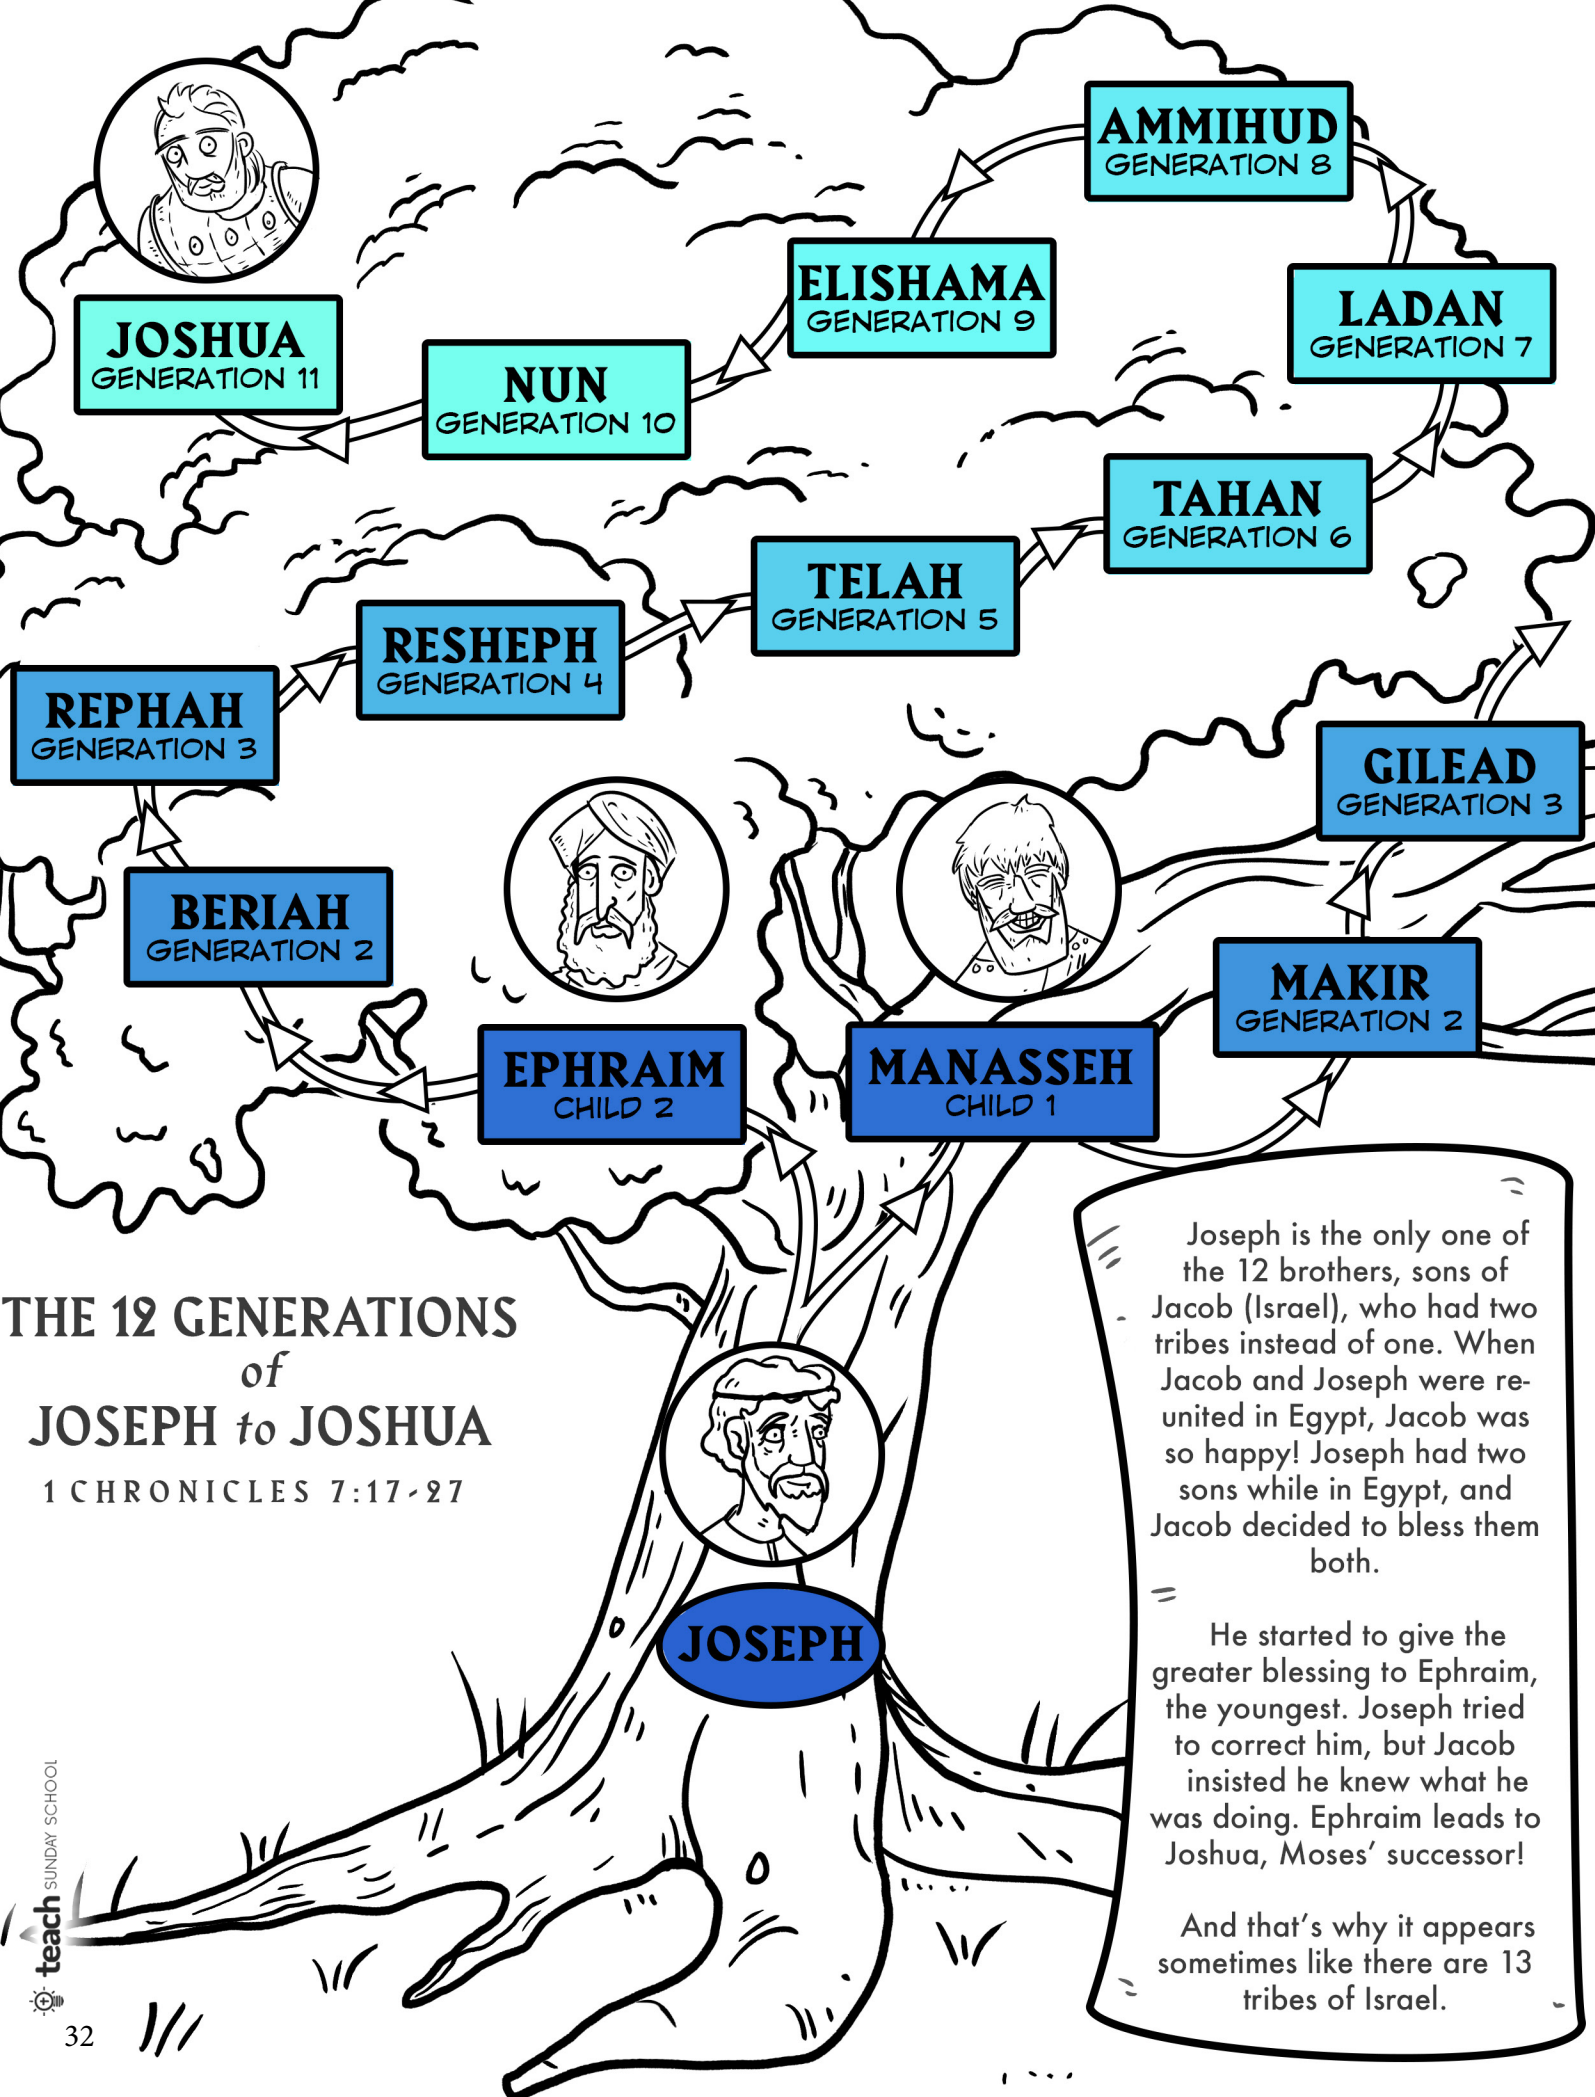 AMMIHUD
GENERATION 8
ELISHAMA
GENERATION 9
LADAN
GENERATION 7
JOSHUA
GENERATION 11
NUN
GENERATION 10
TAHAN
GENERATION 6
TELAH
GENERATION 5
RESHEPH
GENERATION 4
REPHAH
GENERATION 3
GILEAD
GENERATION 3
BERIAH
GENERATION 2
MAKIR
GENERATION 2
EPHRAIM
CHILD 2
MANASSEH
CHILD 1
THE 12 GENERATIONS
of
JOSEPH to JOSHUA
1 CHRONICLES 7:17-27
JOSEPH
Joseph is the only one of
the 12 brothers, sons of
Jacob (Israel), who had two
tribes instead of one. When
Jacob and Joseph were re-
united in Egypt, Jacob was
so happy! Joseph had two
sons while in Egypt, and
Jacob decided to bless them
both.
He started to give the
greater blessing to Ephraim,
the youngest. Joseph tried
to correct him, but Jacob
insisted he knew what he
was doing. Ephraim leads to
Joshua, Moses' successor!
And that's why it appears
sometimes like there are 13
tribes of Israel.
teach SUNDAY SCHOOL
32